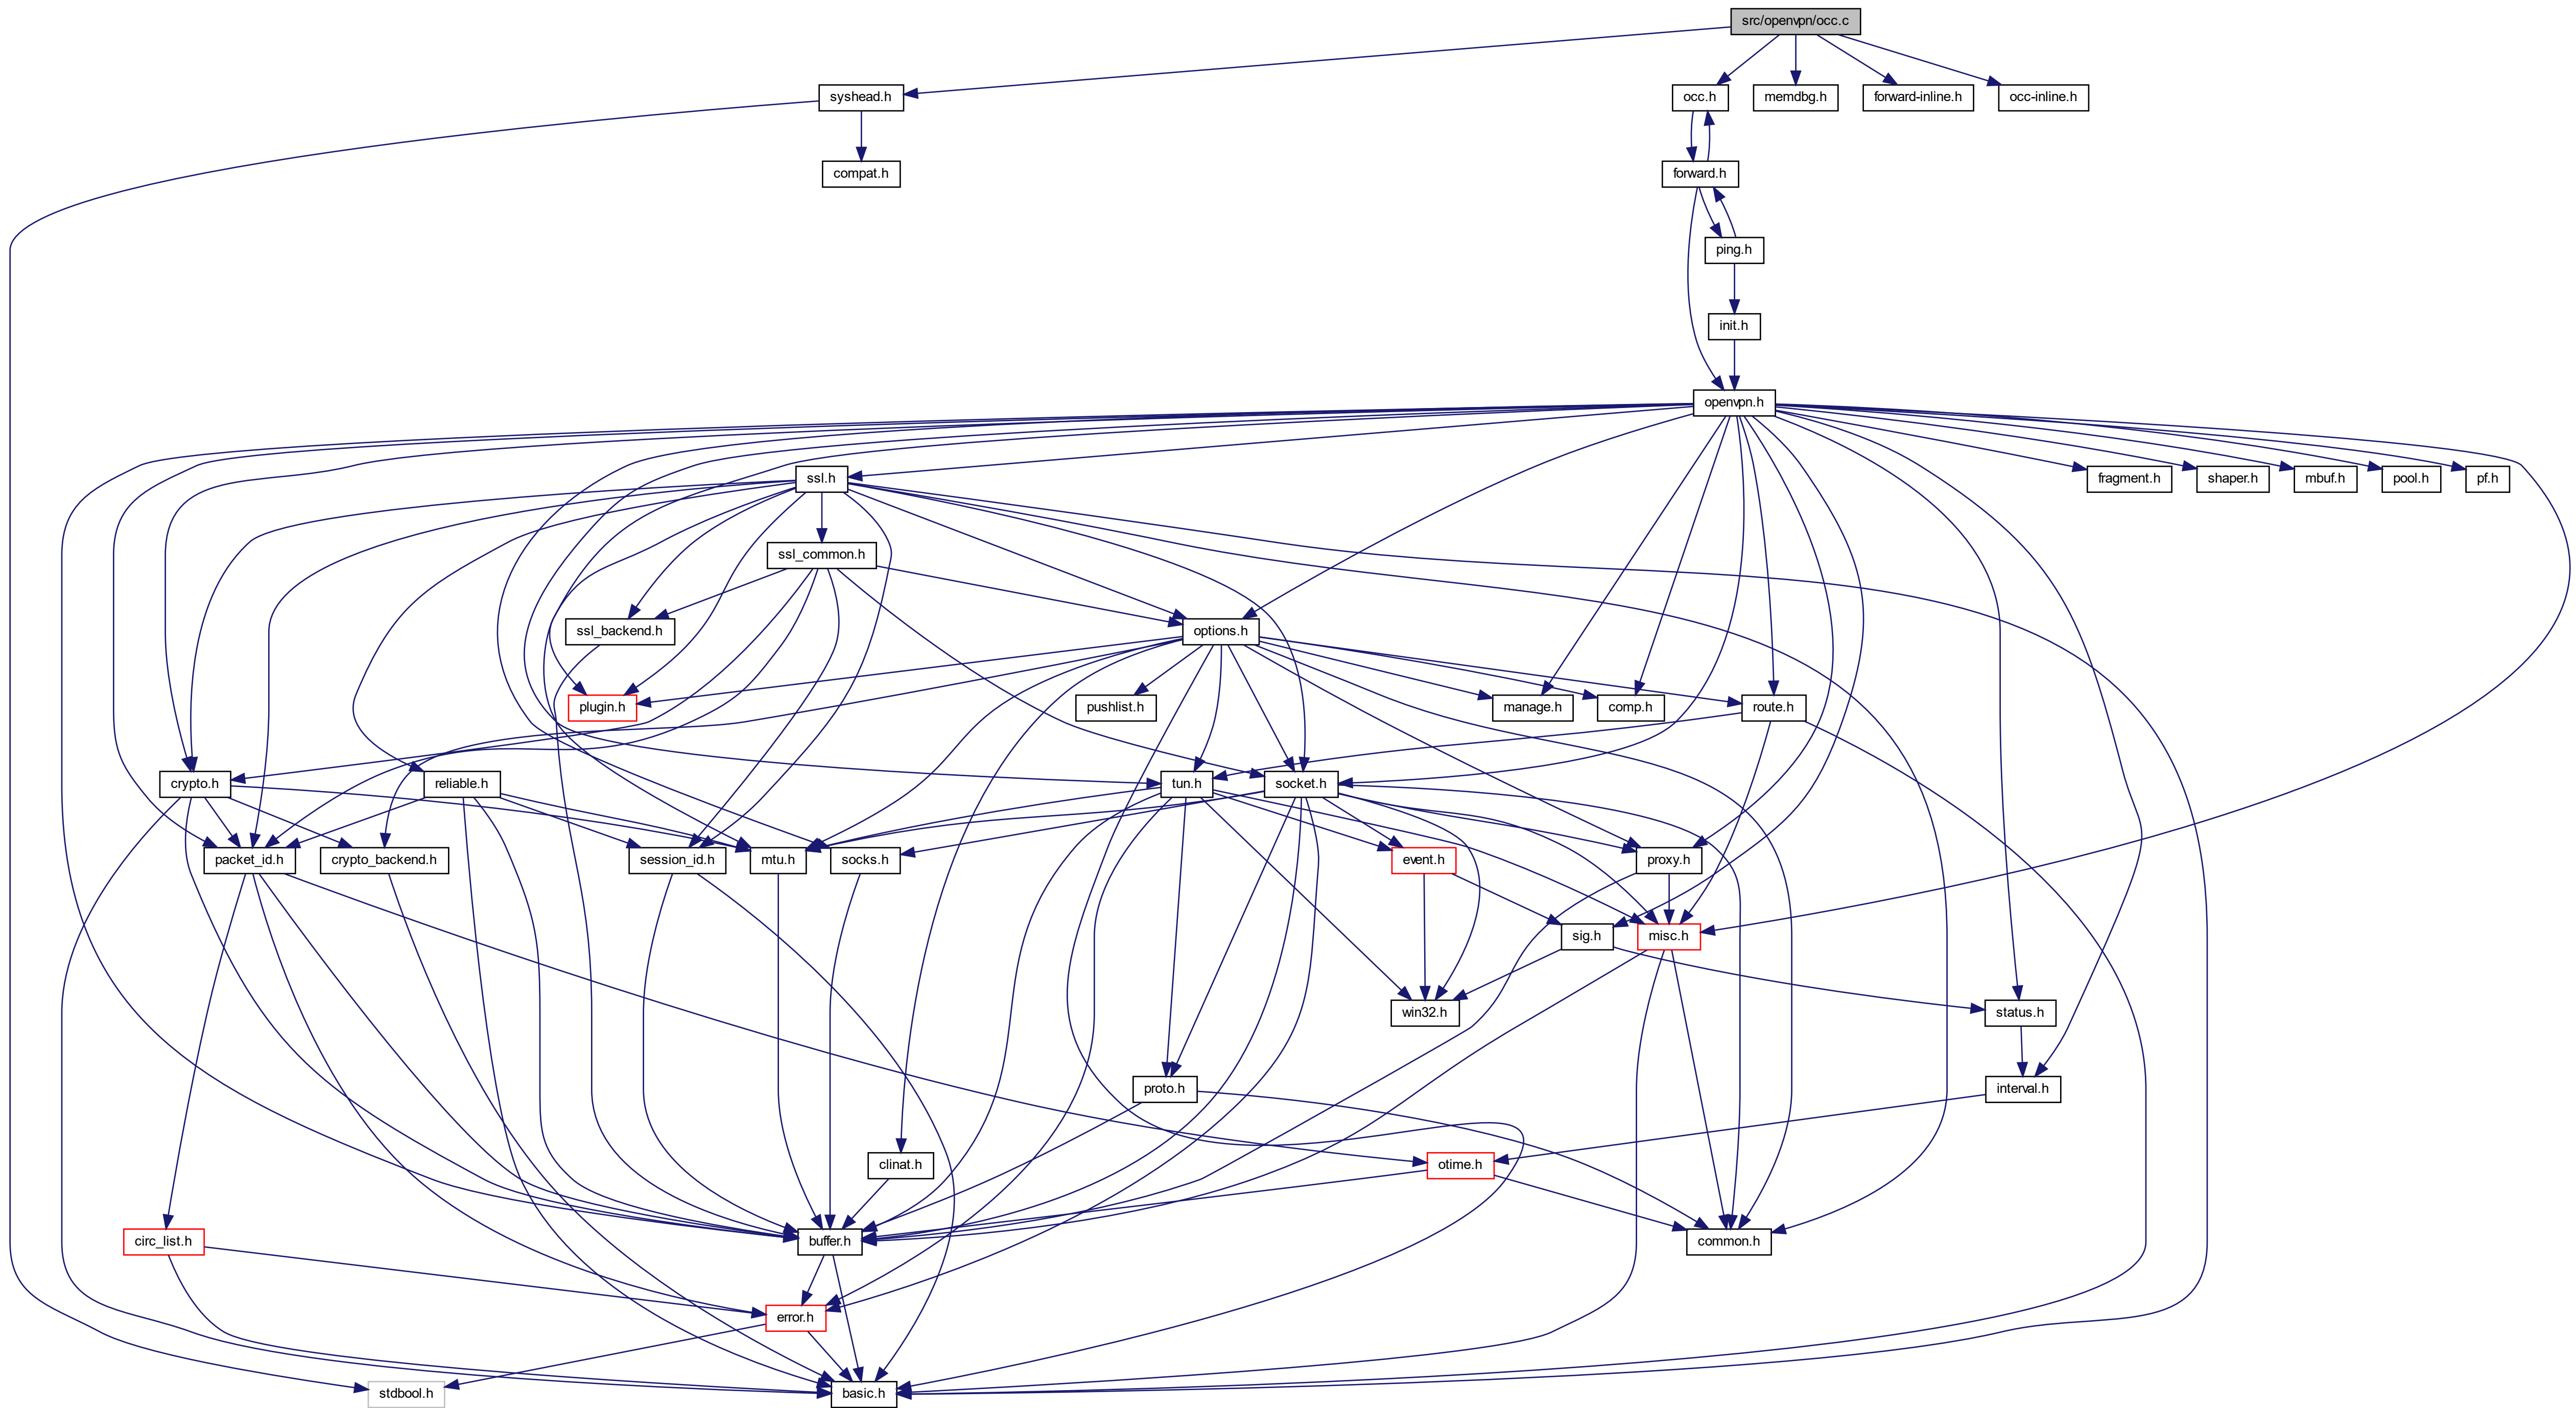 src/openvpn/occ.c
syshead.h
occ.h
memdbg.h
forward-inline.h
occ-inline.h
compat.h
forward.h
ping.h
init.h
openvpn.h
ssl.h
fragment.h
shaper.h
mbuf.h
pool.h
pf.h
ssl_common.h
ssl_backend.h
options.h
plugin.h
pushlist.h
manage.h
comp.h
route.h
crypto.h
reliable.h
tun.h
socket.h
packet_id.h
crypto_backend.h
session_id.h
mtu.h
socks.h
event.h
proxy.h
sig.h
misc.h
win32.h
status.h
proto.h
interval.h
clinat.h
otime.h
circ_list.h
buffer.h
common.h
error.h
stdbool.h
basic.h